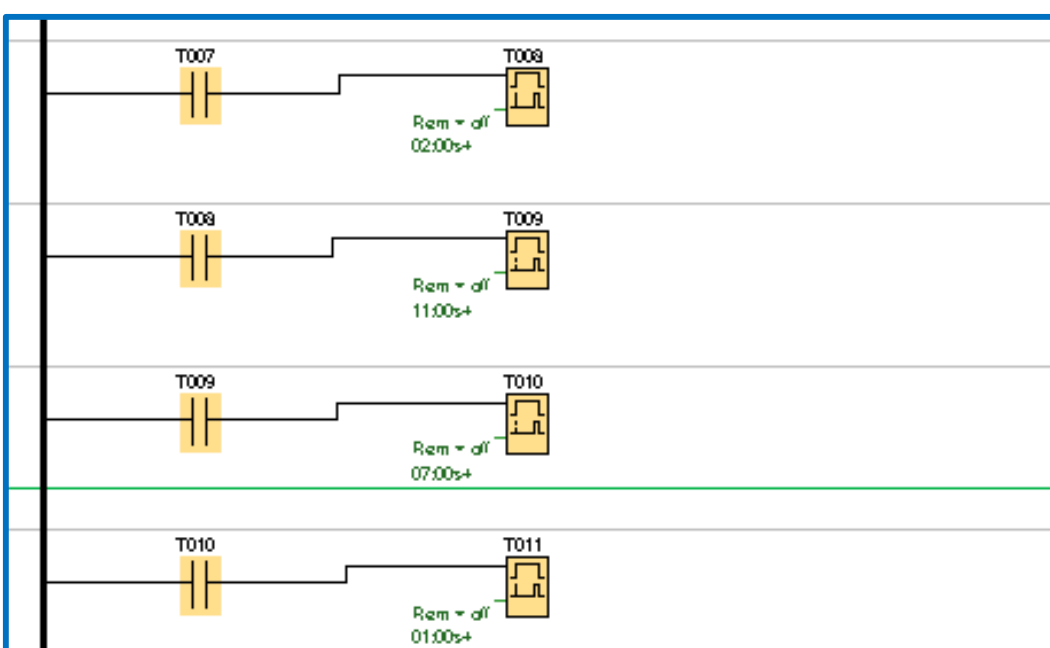 T007 T008
Rem = off
02:00s+
T008 T009
Rem = off
11:00s+
T009 T010
Rem = off
07:00s+
T010 T011
Rem = off
01:00s+